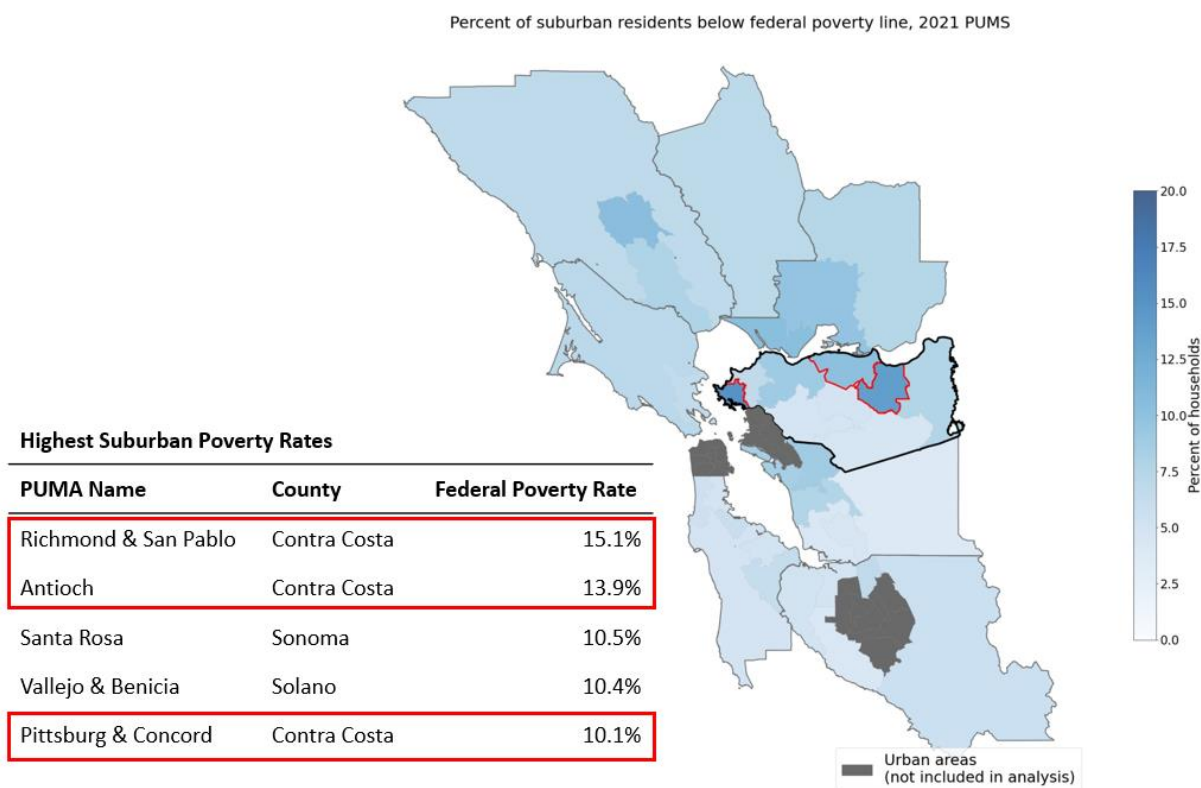 Percent of suburban residents below federal poverty line, 2021 PUMS
20.0
17.5
15.0
12.5
10.0
7.5
5.0
2.5
0.0
Percent of households
Highest Suburban Poverty Rates
PUMA Name County Federal Poverty Rate
Richmond & San Pablo Contra Costa 15.1%
Antioch Contra Costa 13.9%
Santa Rosa Sonoma 10.5%
Vallejo & Benicia Solano 10.4%
Pittsburg & Concord Contra Costa 10.1%
Urban areas
(not included in analysis)